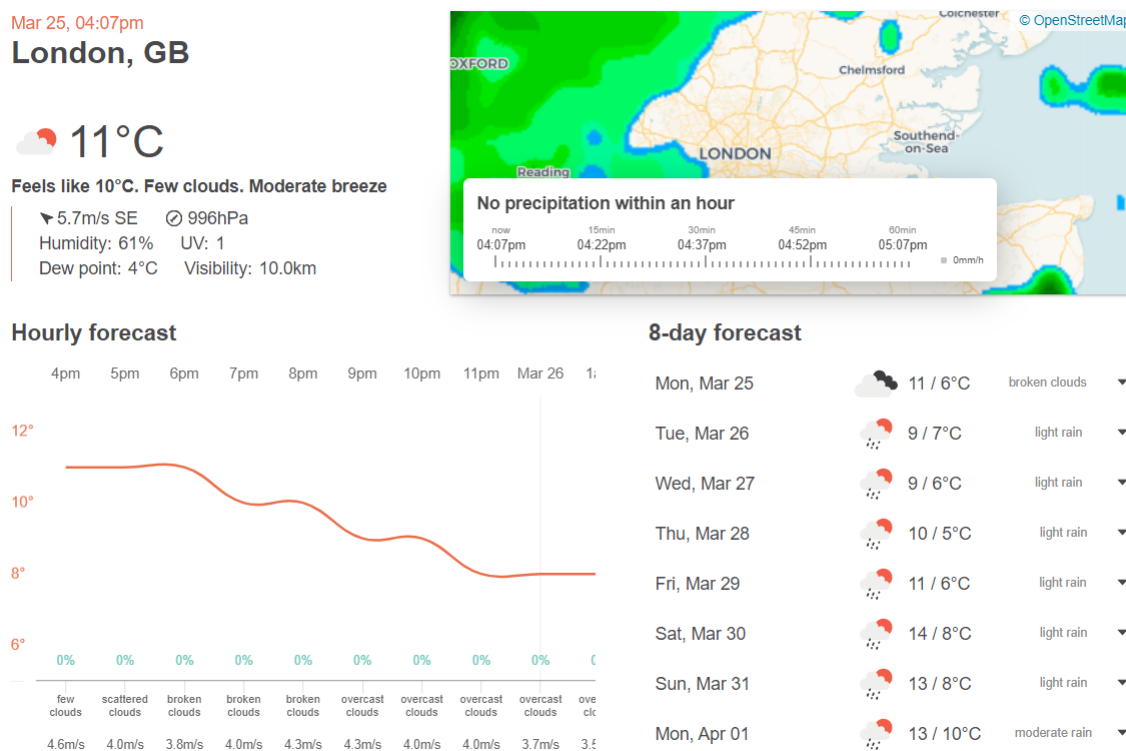 Mar 25, 04:07pm
London, GB
11°C
Feels like 10°C. Few clouds. Moderate breeze
5.7m/s SE 996hPa
Humidity: 61% UV: 1
Dew point: 4°C Visibility: 10.0km
© OpenStreetMap
Colchester
OXFORD
Chelmsford
Southend-
on-Sea
LONDON
Reading
No precipitation within an hour
now 15min 30min 45min 60min
04:07pm 04:22pm 04:37pm 04:52pm 05:07pm
0mm/h
Hourly forecast
4pm 5pm 6pm 7pm 8pm 9pm 10pm 11pm Mar 26
12°
10°
8°
6°
0% 0% 0% 0% 0% 0% 0% 0% 0%
few scattered broken broken broken overcast overcast overcast overcast
clouds clouds clouds clouds clouds clouds clouds clouds clouds
4.6m/s 4.0m/s 3.8m/s 4.0m/s 4.3m/s 4.3m/s 4.0m/s 4.0m/s 3.7m/s
8-day forecast
Mon, Mar 25 11 / 6°C broken clouds
Tue, Mar 26 9 / 7°C light rain
Wed, Mar 27 9 / 6°C light rain
Thu, Mar 28 10 / 5°C light rain
Fri, Mar 29 11 / 6°C light rain
Sat, Mar 30 14 / 8°C light rain
Sun, Mar 31 13 / 8°C light rain
Mon, Apr 01 13 / 10°C moderate rain